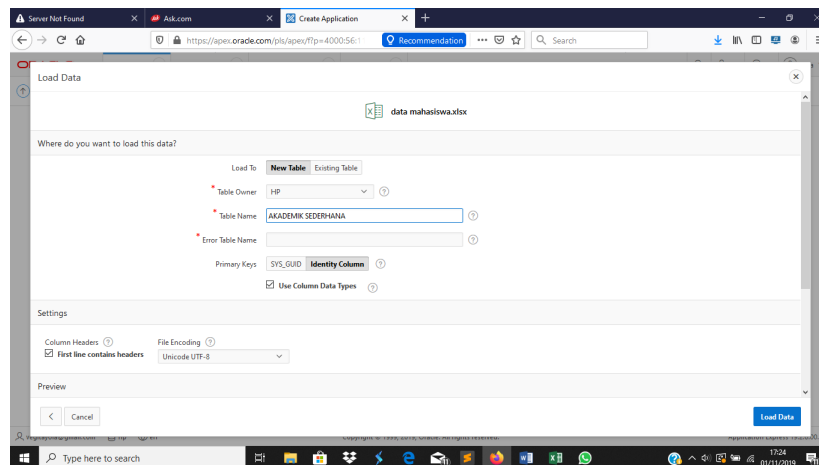 Server Not Found
Ask.com
Create Application
https://apex.oracle.com/pls/apex/f?p=4000:56:1
Recommendation
Search
Load Data
data mahasiswa.xlsx
Where do you want to load this data?
Load To New Table Existing Table
* Table Owner HP
* Table Name AKADEMIK SEDERHANA
* Error Table Name
Primary Keys SYS_GUID Identity Column
Use Column Data Types
Settings
Column Headers File Encoding
First line contains headers Unicode UTF-8
Preview
Cancel Load Data
Type here to search
17:24
01/11/2019